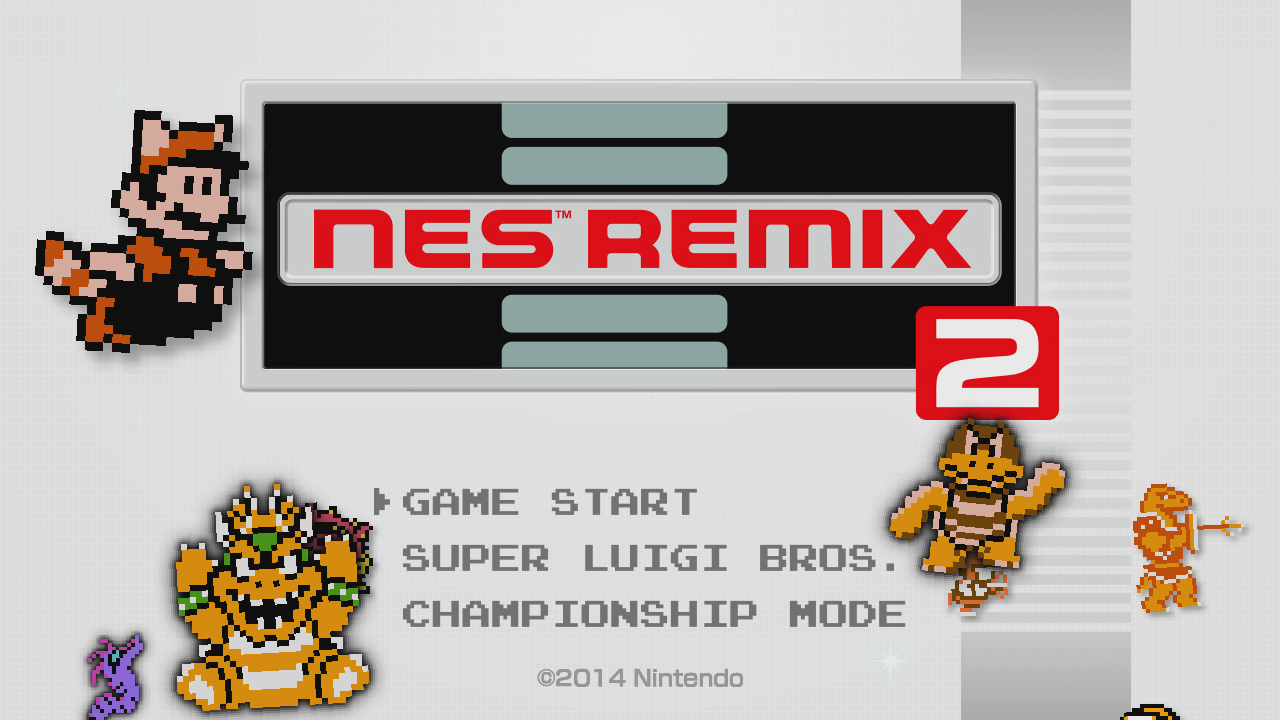 NES™ REMIX
2
GAME START
SUPER LUIGI BROS.
CHAMPIONSHIP MODE
©2014 Nintendo